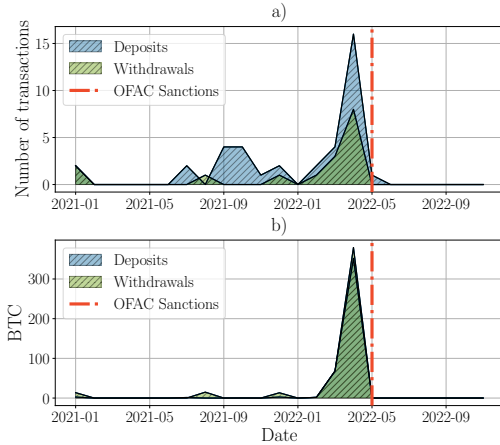 a)
Number of transactions
15
10
5
0
Deposits
Withdrawals
OFAC Sanctions
2021-01 2021-05 2021-09 2022-01 2022-05 2022-09
b)
BTC
300
200
100
0
Deposits
Withdrawals
OFAC Sanctions
2021-01 2021-05 2021-09 2022-01 2022-05 2022-09
Date